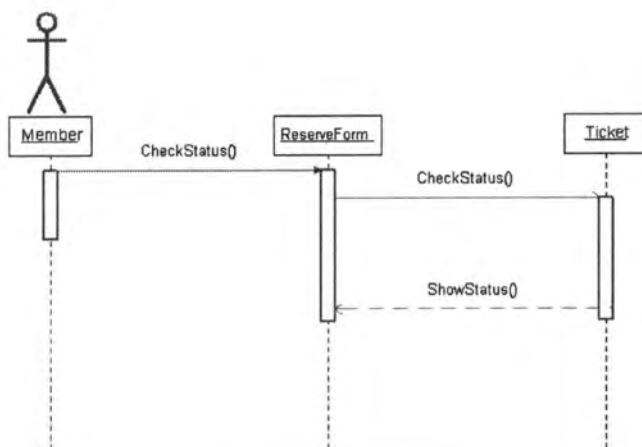 Member
ReserveForm
Ticket
CheckStatus()
CheckStatus()
ShowStatus()